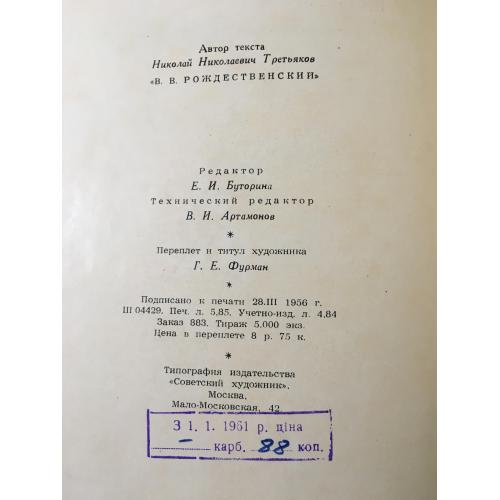 Автор текста
Николай Николаевич Третьяков
«В. В. РОЖДЕСТВЕНСКИЙ»
Редактор
Е. И. Буторина
Технический редактор
В. И. Артамонов
*
Переплет и титул художника
Г. Е. Фурман
*
Подписано к печати 28.III 1956 г.
Ш 04429. Печ. л. 5,85. Учетно-изд. л. 4,84
Заказ 883. Тираж 5.000 экз.
Цена в переплете 8 р. 75 к.
*
Типография издательства
«Советский художник».
Москва,
Мало-Московская, 42
З 1. 1. 1961 р. ціна
– карб. 88 коп.